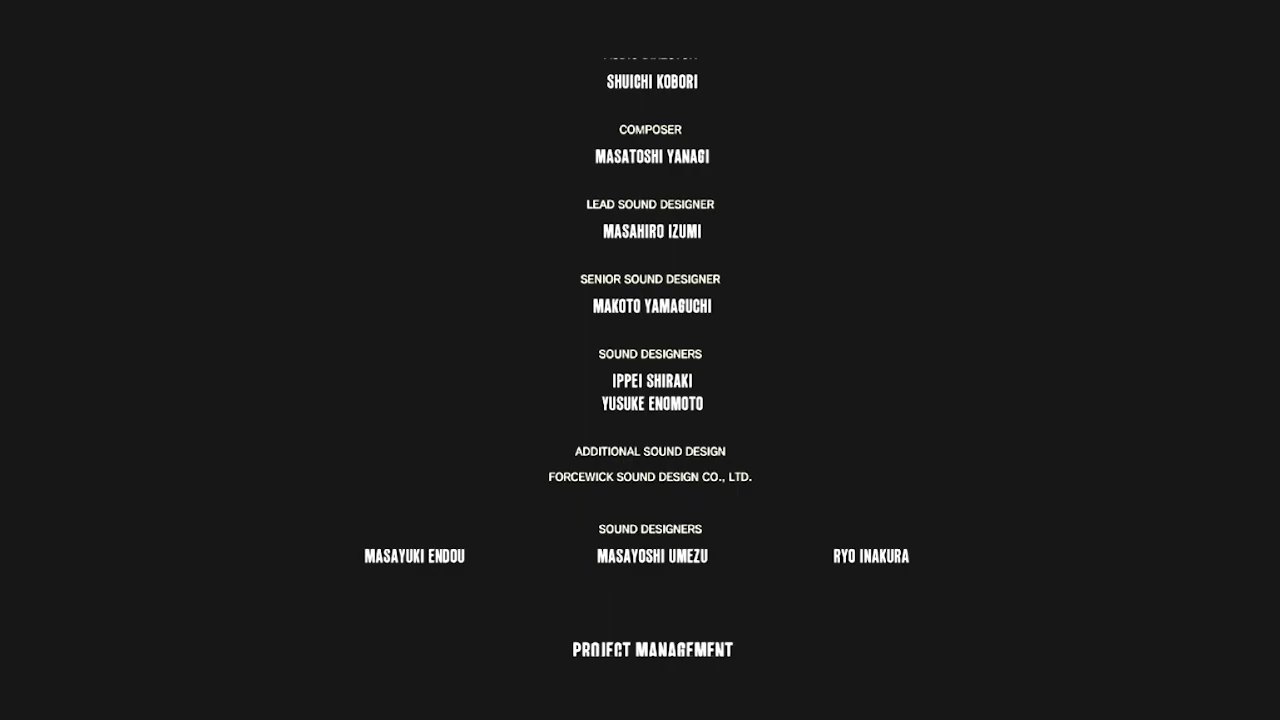 SHUICHI KOBORI
COMPOSER
MASATOSHI YANAGI
LEAD SOUND DESIGNER
MASAHIRO IZUMI
SENIOR SOUND DESIGNER
MAKOTO YAMAGUCHI
SOUND DESIGNERS
IPPEI SHIRAKI
YUSUKE ENOMOTO
ADDITIONAL SOUND DESIGN
FORCEWICK SOUND DESIGN CO., LTD.
SOUND DESIGNERS
MASAYUKI ENDOU MASAYOSHI UMEZU RYO INAKURA
PROJECT MANAGEMENT